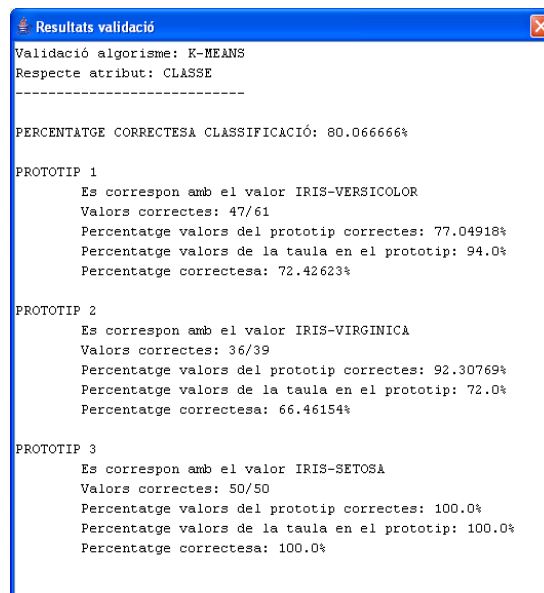 Resultats validació
Validació algorisme: K-MEANS
Respecte atribut: CLASSE
----------------------------
PERCENTATGE CORRECTESA CLASSIFICACIÓ: 80.066666%
PROTOTIP 1
Es correspon amb el valor IRIS-VERSICOLOR
Valors correctes: 47/61
Percentatge valors del prototip correctes: 77.04918%
Percentatge valors de la taula en el prototip: 94.0%
Percentatge correctesa: 72.42623%
PROTOTIP 2
Es correspon amb el valor IRIS-VIRGINICA
Valors correctes: 36/39
Percentatge valors del prototip correctes: 92.30769%
Percentatge valors de la taula en el prototip: 72.0%
Percentatge correctesa: 66.46154%
PROTOTIP 3
Es correspon amb el valor IRIS-SETOSA
Valors correctes: 50/50
Percentatge valors del prototip correctes: 100.0%
Percentatge valors de la taula en el prototip: 100.0%
Percentatge correctesa: 100.0%